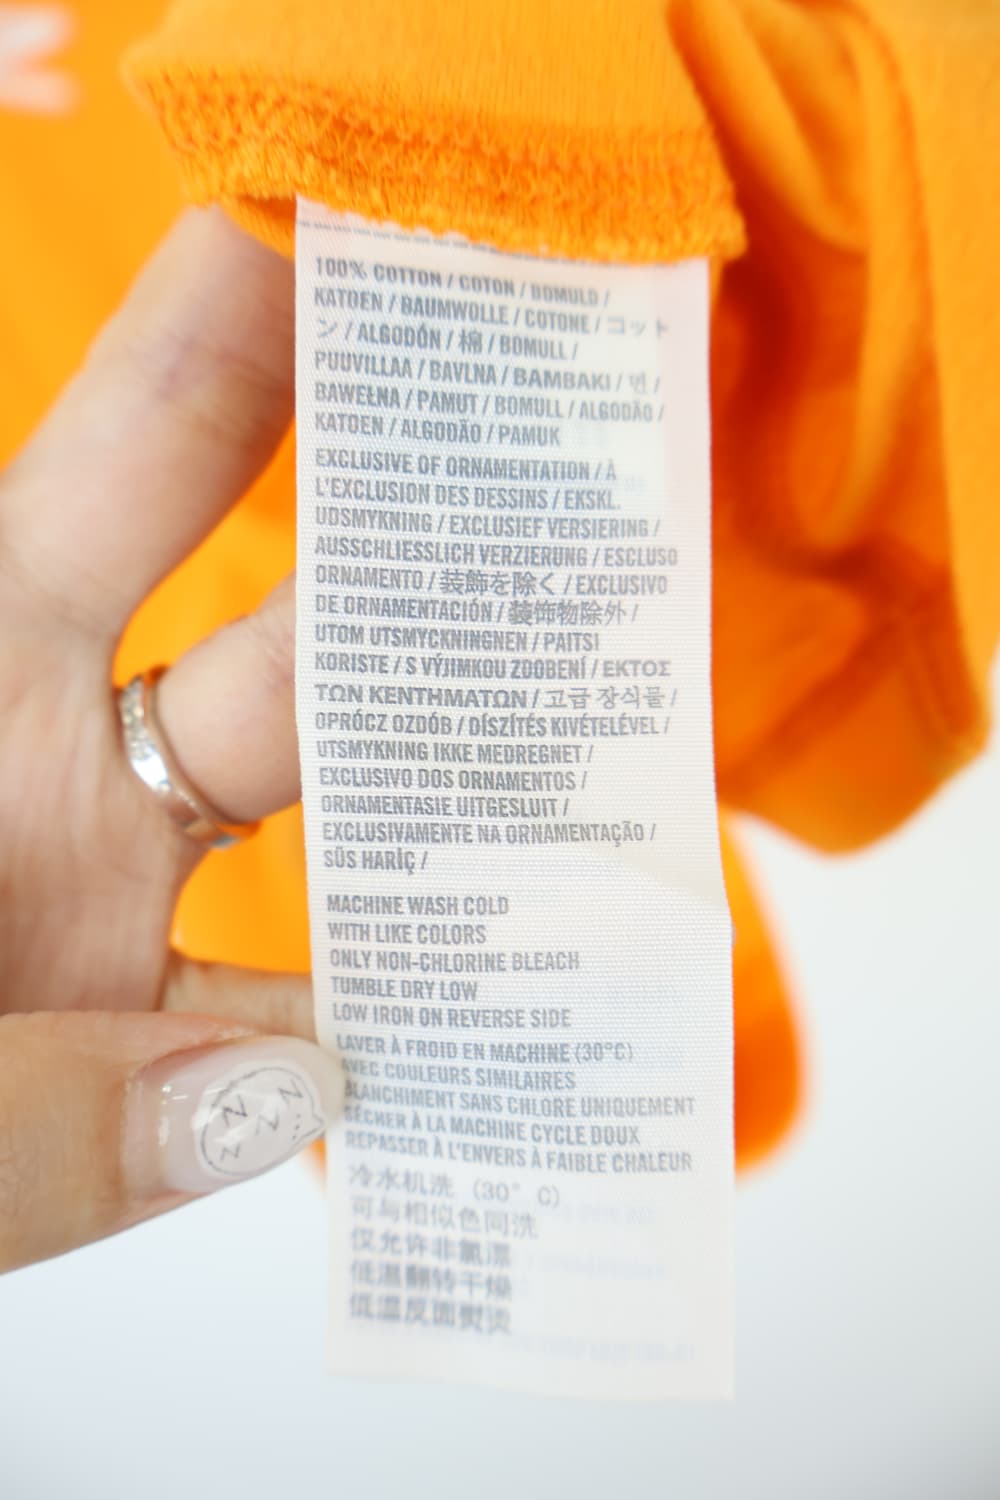 100% COTTON / COTON / BOMULD /
KATOEN / BAUMWOLLE / COTONE / コット
ン / ALGODÓN / 棉 / BOMULL /
PUUVILLAA / BAVLNA / BAMBAKI / 면 /
BAWEŁNA / PAMUT / BOMULL / ALGODÃO /
KATOEN / ALGODÃO / PAMUK
EXCLUSIVE OF ORNAMENTATION / À
L'EXCLUSION DES DESSINS / EKSKL.
UDSMYKNING / EXCLUSIEF VERSIERING /
AUSSCHLIESSLICH VERZIERUNG / ESCLUSO
ORNAMENTO / 装飾を除く / EXCLUSIVO
DE ORNAMENTACIÓN / 装饰物除外 /
UTOM UTSMYCKNINGNEN / PAITSI
KORISTE / S VÝJIMKOU ZDOBENÍ / ΕΚΤΟΣ
ΤΩΝ ΚΕΝΤΗΜΑΤΩΝ / 고급 장식물 /
OPRÓCZ OZDÓB / DÍSZÍTÉS KIVÉTELÉVEL /
UTSMYKNING IKKE MEDREGNET /
EXCLUSIVO DOS ORNAMENTOS /
ORNAMENTASIE UITGESLUIT /
EXCLUSIVAMENTE NA ORNAMENTAÇÃO /
SÜS HARİÇ /
MACHINE WASH COLD
WITH LIKE COLORS
ONLY NON-CHLORINE BLEACH
TUMBLE DRY LOW
LOW IRON ON REVERSE SIDE
LAVER À FROID EN MACHINE (30°C)
AVEC COULEURS SIMILAIRES
BLANCHIMENT SANS CHLORE UNIQUEMENT
SÉCHER À LA MACHINE CYCLE DOUX
REPASSER À L'ENVERS À FAIBLE CHALEUR
冷水机洗 (30°C)
可与相似色同洗
仅允许非氯漂
低温翻转干燥
低温反面熨烫
Z Z Z Z